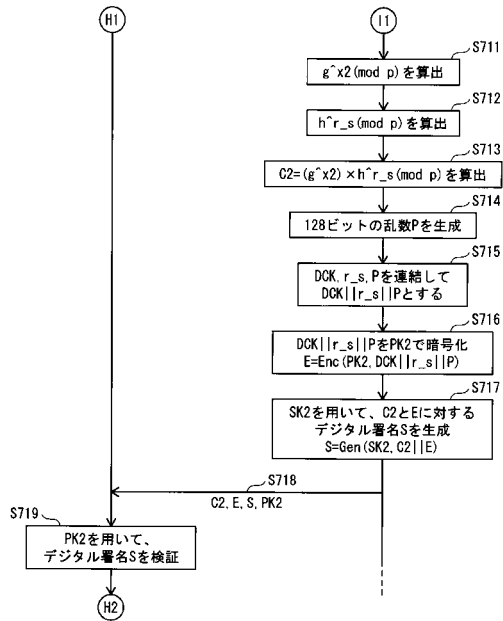 H1
I1
S711
g^x2(mod p)を算出
S712
h^r_s(mod p)を算出
S713
C2=(g^x2)×h^r_s(mod p)を算出
S714
128ビットの乱数Pを生成
S715
DCK,r_s,Pを連結して
DCK||r_s||Pとする
S716
DCK||r_s||PをPK2で暗号化
E=Enc(PK2,DCK||r_s||P)
S717
SK2を用いて、C2とEに対する
デジタル署名Sを生成
S=Gen(SK2,C2||E)
S718
C2,E,S,PK2
S719
PK2を用いて、
デジタル署名Sを検証
H2